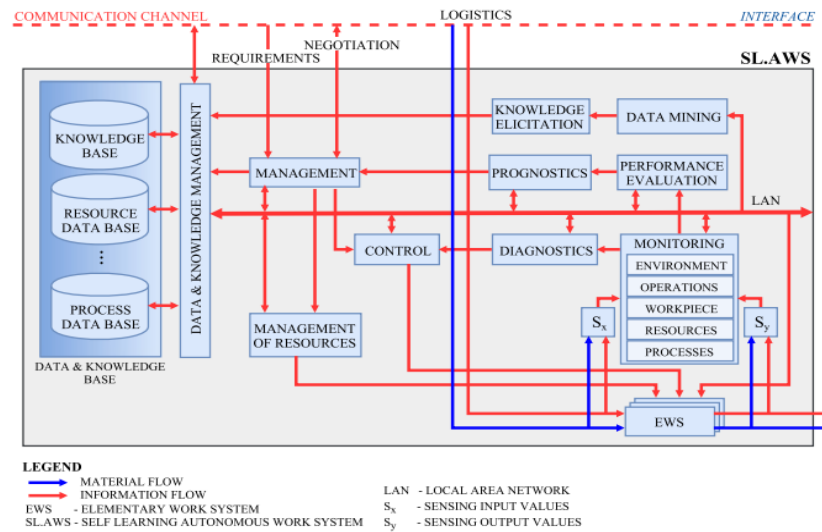 COMMUNICATION CHANNEL
LOGISTICS
INTERFACE
REQUIREMENTS
NEGOTIATION
SL.AWS
KNOWLEDGE
BASE
RESOURCE
DATA BASE
⋮
PROCESS
DATA BASE
DATA & KNOWLEDGE
BASE
DATA & KNOWLEDGE MANAGEMENT
KNOWLEDGE
ELICITATION
DATA MINING
MANAGEMENT
PROGNOSTICS
PERFORMANCE
EVALUATION
LAN
CONTROL
DIAGNOSTICS
MONITORING
ENVIRONMENT
OPERATIONS
WORKPIECE
RESOURCES
PROCESSES
MANAGEMENT
OF RESOURCES
Sx
Sy
EWS
LEGEND
MATERIAL FLOW
INFORMATION FLOW
EWS - ELEMENTARY WORK SYSTEM
SL.AWS - SELF LEARNING AUTONOMOUS WORK SYSTEM
LAN - LOCAL AREA NETWORK
Sx - SENSING INPUT VALUES
Sy - SENSING OUTPUT VALUES